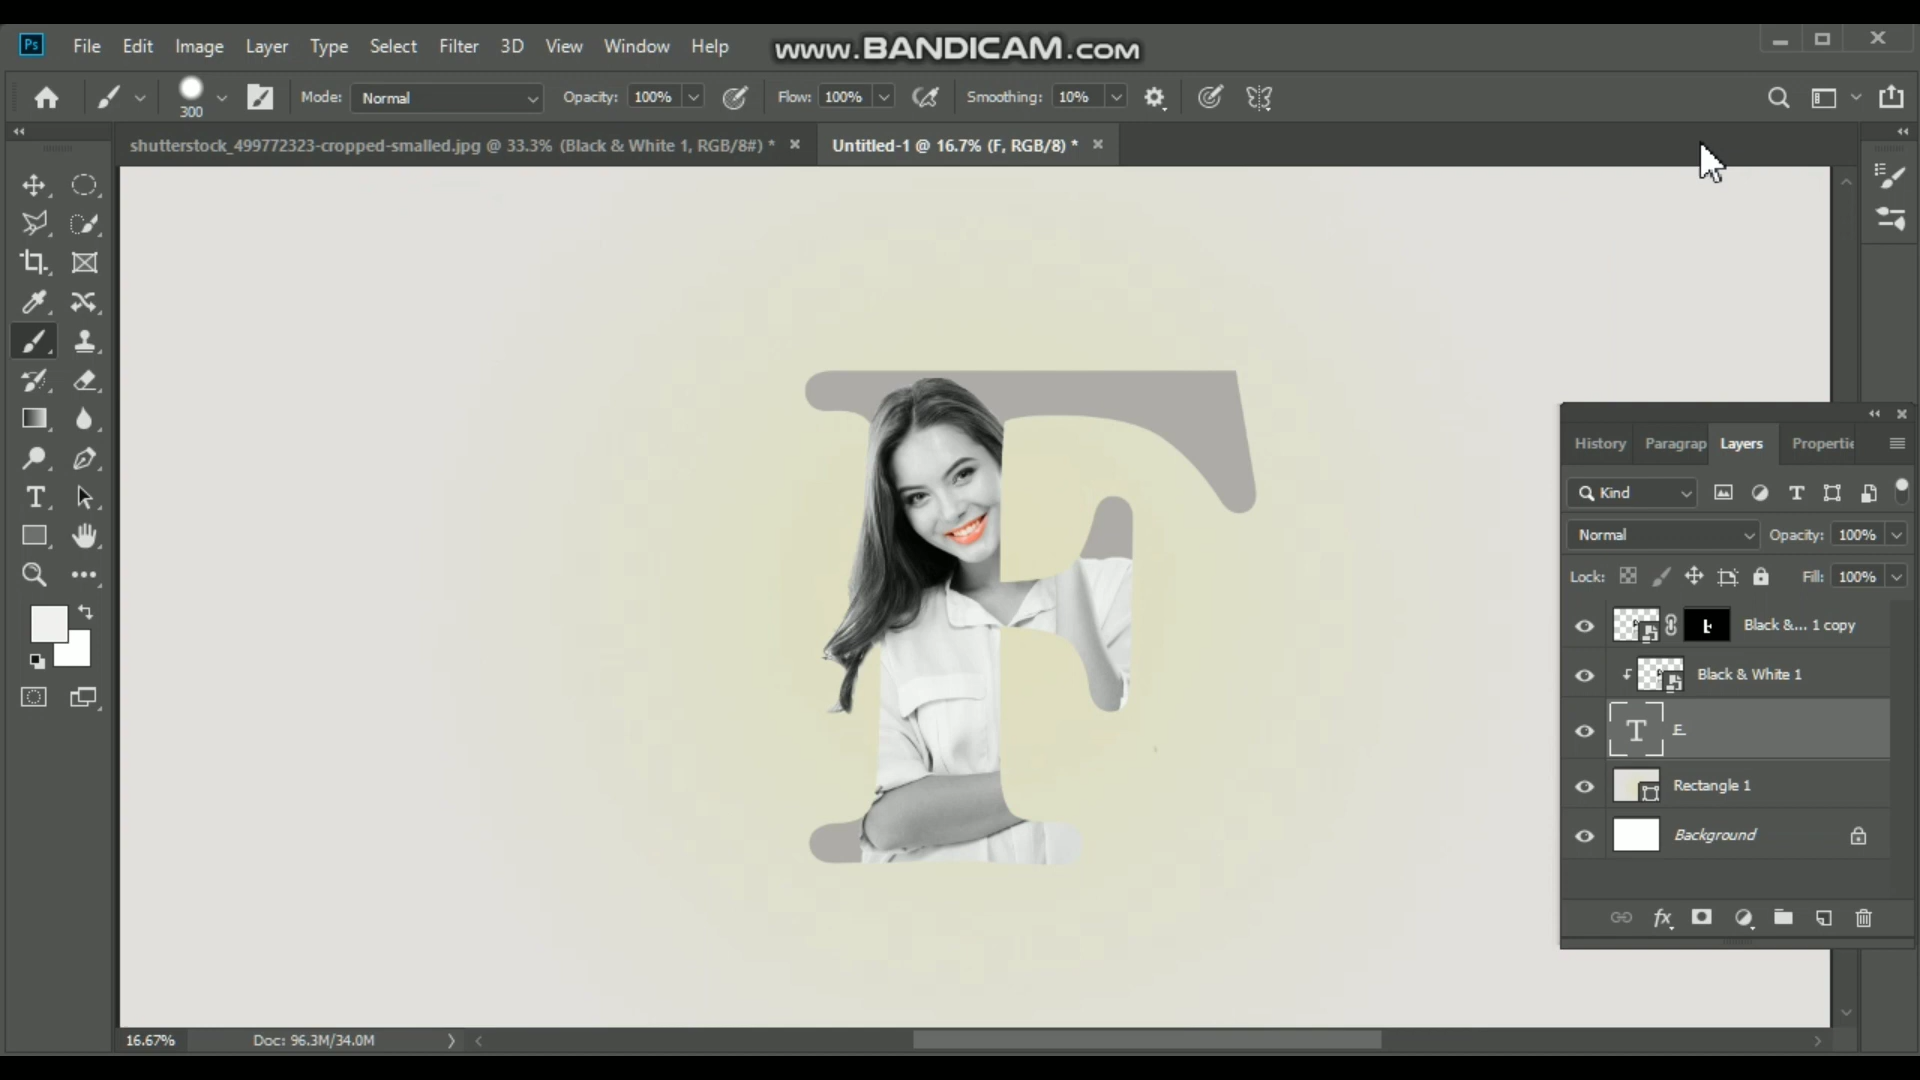 Ps File Edit Image Layer Type Select Filter 3D View Window Help www.BANDICAM.com
300 Mode: Normal Opacity: 100% Flow: 100% Smoothing: 10%
shutterstock_499772323-cropped-smalled.jpg @ 33.3% (Black & White 1, RGB/8#) * Untitled-1 @ 16.7% (F, RGB/8) *
F
History Paragrap Layers Propertie
Kind
Normal Opacity: 100%
Lock: Fill: 100%
Black &... 1 copy
Black & White 1
T F
Rectangle 1
Background
fx
16.67% Doc: 96.3M/34.0M